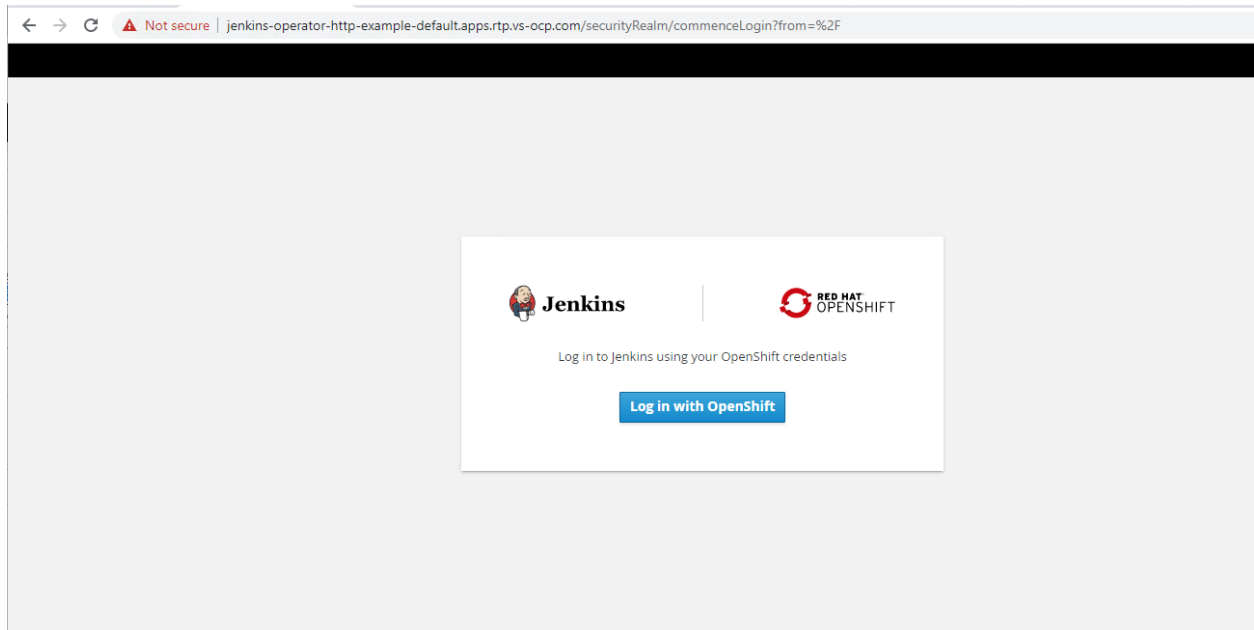 Not secure | jenkins-operator-http-example-default.apps.rtp.vs-ocp.com/securityRealm/commenceLogin?from=%2F
Jenkins
RED HAT
OPENSHIFT
Log in to Jenkins using your OpenShift credentials
Log in with OpenShift